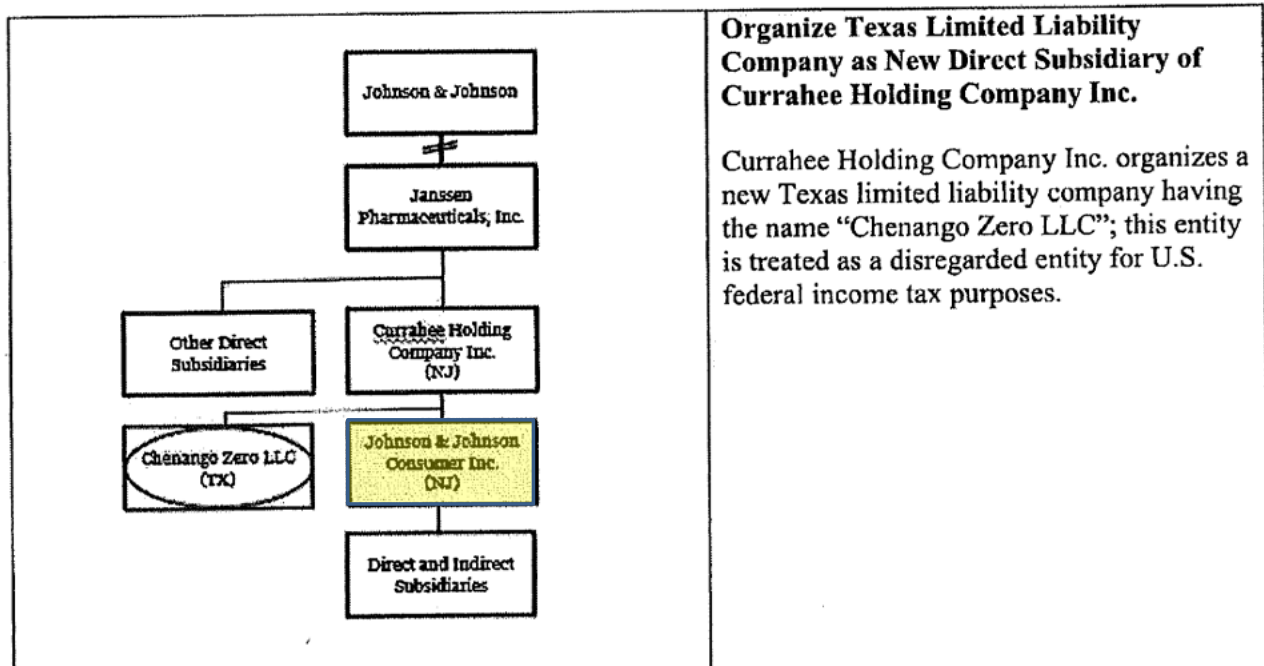 Johnson & Johnson
Janssen
Pharmaceuticals, Inc.
Other Direct
Subsidiaries
Currahee Holding
Company Inc.
(NJ)
Chenango Zero LLC
(TX)
Johnson & Johnson
Consumer Inc.
(NJ)
Direct and Indirect
Subsidiaries
Organize Texas Limited Liability
Company as New Direct Subsidiary of
Currahee Holding Company Inc.
Currahee Holding Company Inc. organizes a
new Texas limited liability company having
the name “Chenango Zero LLC”; this entity
is treated as a disregarded entity for U.S.
federal income tax purposes.